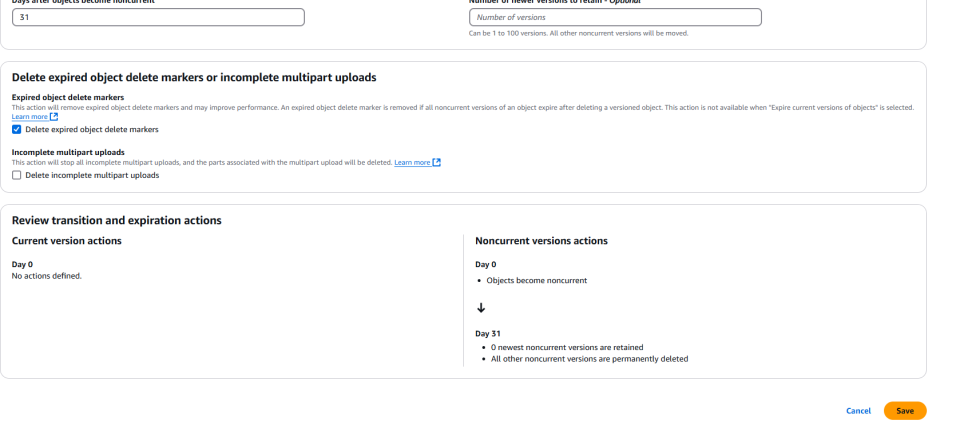 Days after objects become noncurrent
Number of newer versions to retain - Optional
31
Number of versions
Can be 1 to 100 versions. All other noncurrent versions will be moved.
Delete expired object delete markers or incomplete multipart uploads
Expired object delete markers
This action will remove expired object delete markers and may improve performance. An expired object delete marker is removed if all noncurrent versions of an object expire after deleting a versioned object. This action is not available when "Expire current versions of objects" is selected.
Learn more
Delete expired object delete markers
Incomplete multipart uploads
This action will stop all incomplete multipart uploads, and the parts associated with the multipart upload will be deleted. Learn more
Delete incomplete multipart uploads
Review transition and expiration actions
Current version actions
Day 0
No actions defined.
Noncurrent versions actions
Day 0
• Objects become noncurrent
Day 31
• 0 newest noncurrent versions are retained
• All other noncurrent versions are permanently deleted
Cancel
Save